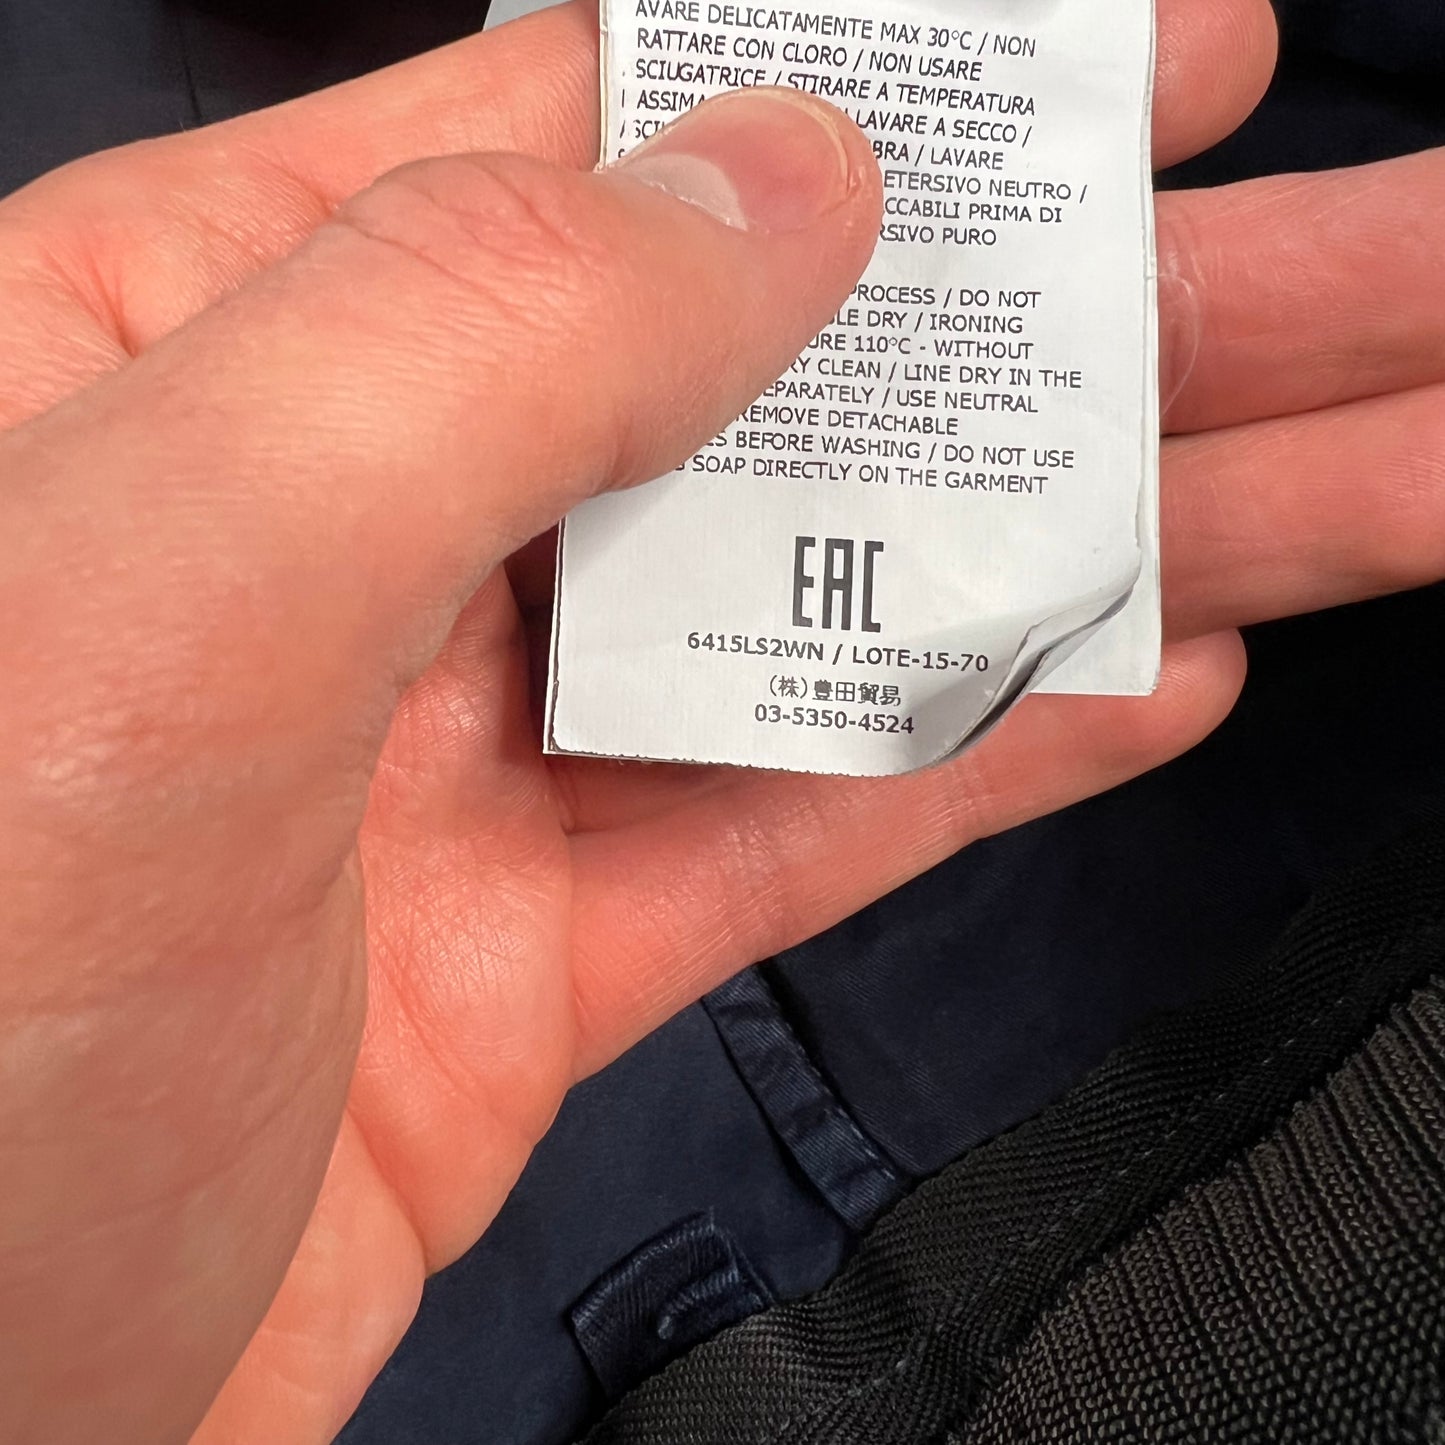 AVARE DELICATAMENTE MAX 30°C / NON
RATTARE CON CLORO / NON USARE
SCIUGATRICE / STIRARE A TEMPERATURA
ASSIMA LAVARE A SECCO /
/ SCI BRA / LAVARE
ETERSIVO NEUTRO /
CCABILI PRIMA DI
RSIVO PURO
PROCESS / DO NOT
LE DRY / IRONING
URE 110°C - WITHOUT
RY CLEAN / LINE DRY IN THE
EPARATELY / USE NEUTRAL
REMOVE DETACHABLE
ES BEFORE WASHING / DO NOT USE
SOAP DIRECTLY ON THE GARMENT
EAC
6415LS2WN / LOTE-15-70
(株)豊田貿易
03-5350-4524